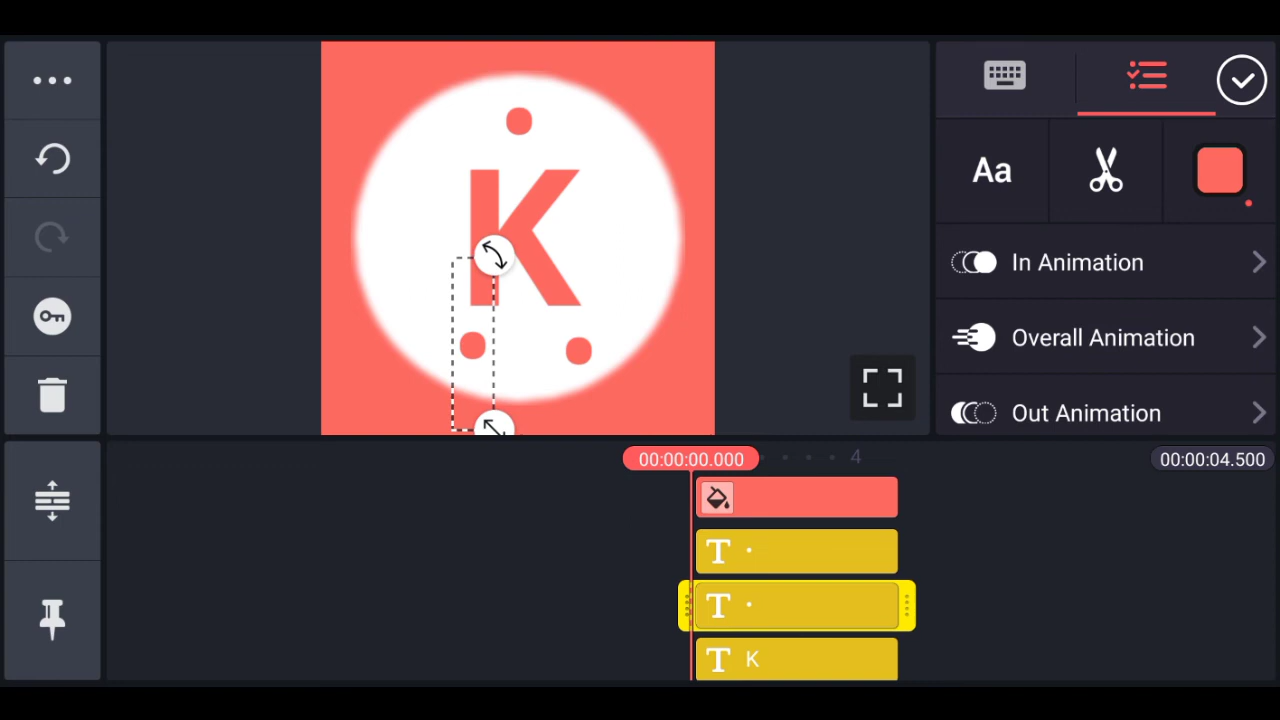 K
Aa
In Animation
Overall Animation
Out Animation
00:00:00.000
4
00:00:04.500
T •
T •
T K